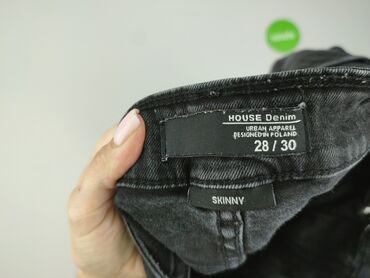 HOUSE Denim
URBAN APPAREL
DESIGNED IN POLAND
28 / 30
SKINNY